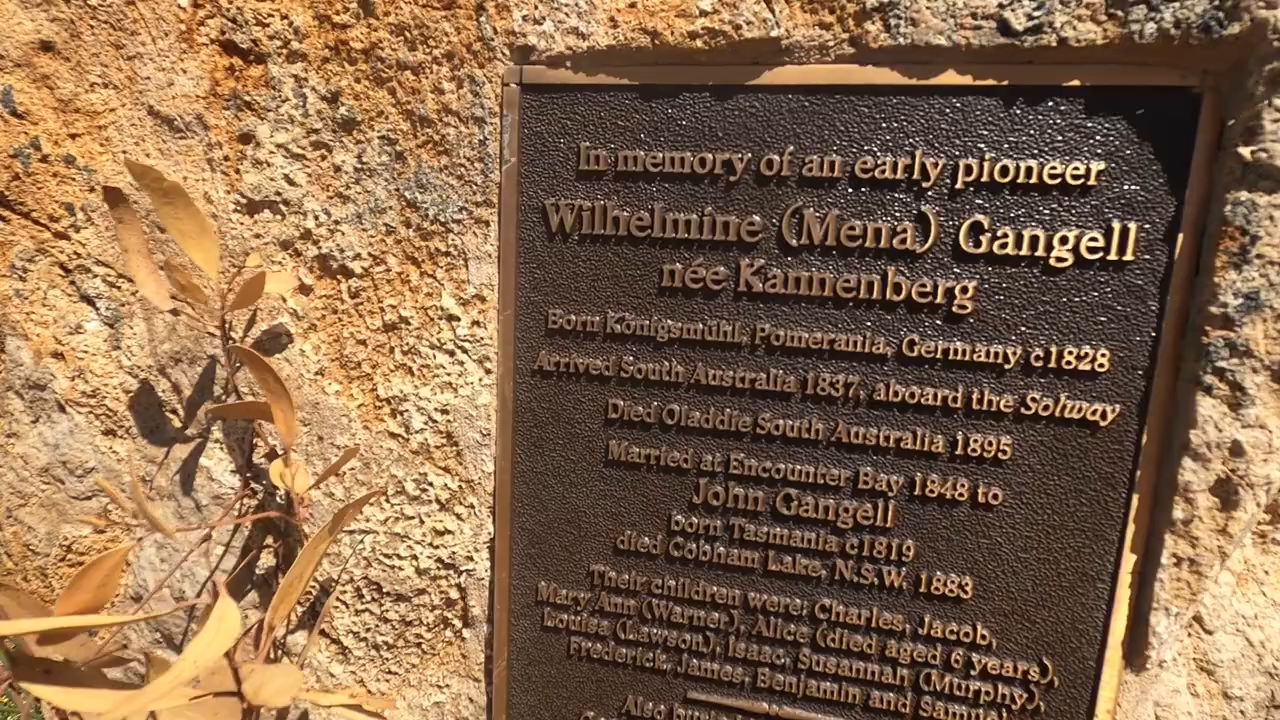 In memory of an early pioneer
Wilhelmine (Mena) Gangell
née Kannenberg
Born Königsmühl, Pomerania, Germany c1828
Arrived South Australia 1837, aboard the Solway
Died Oladdie South Australia 1895
Married at Encounter Bay 1848 to
John Gangell
born Tasmania c1819
died Cobham Lake, N.S.W. 1883
Their children were: Charles, Jacob,
Mary Ann (Warner), Alice (died aged 6 years),
Louisa (Lawson), Isaac, Susannah (Murphy),
Frederick, James, Benjamin and Samuel
Also